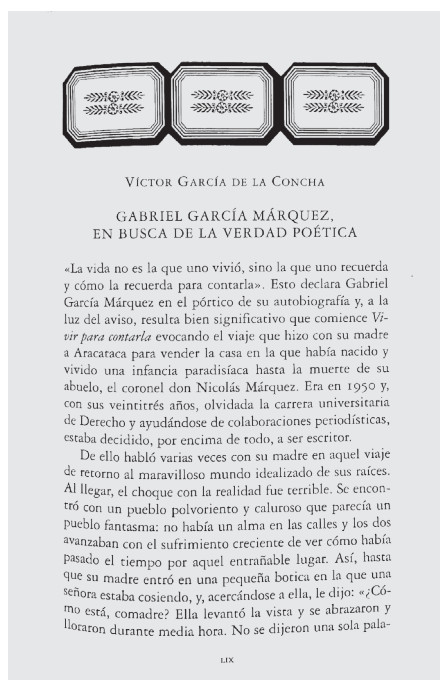 VÍCTOR GARCÍA DE LA CONCHA
GABRIEL GARCÍA MÁRQUEZ,
EN BUSCA DE LA VERDAD POÉTICA
«La vida no es la que uno vivió, sino la que uno recuerda
y cómo la recuerda para contarla». Esto declara Gabriel
García Márquez en el pórtico de su autobiografía y, a la
luz del aviso, resulta bien significativo que comience Vi-
vir para contarla evocando el viaje que hizo con su madre
a Aracataca para vender la casa en la que había nacido y
vivido una infancia paradisíaca hasta la muerte de su
abuelo, el coronel don Nicolás Márquez. Era en 1950 y,
con sus veintitrés años, olvidada la carrera universitaria
de Derecho y ayudándose de colaboraciones periodísticas,
estaba decidido, por encima de todo, a ser escritor.
De ello habló varias veces con su madre en aquel viaje
de retorno al maravilloso mundo idealizado de sus raíces.
Al llegar, el choque con la realidad fue terrible. Se encon-
tró con un pueblo polvoriento y caluroso que parecía un
pueblo fantasma: no había un alma en las calles y los dos
avanzaban con el sufrimiento creciente de ver cómo había
pasado el tiempo por aquel entrañable lugar. Así, hasta
que su madre entró en una pequeña botica en la que una
señora estaba cosiendo, y, acercándose a ella, le dijo: «¿Có-
mo está, comadre? Ella levantó la vista y se abrazaron y
lloraron durante media hora. No se dijeron una sola pala-
LIX